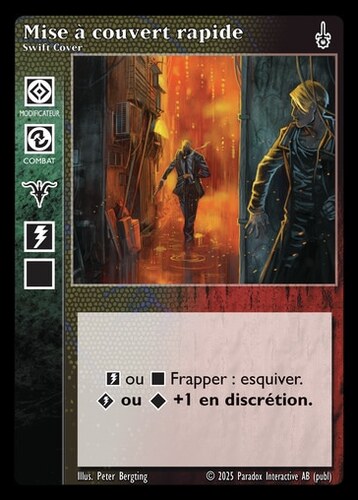 Mise à couvert rapide
Swift Cover
MODIFICATEUR
COMBAT
ou Frapper : esquiver.
ou +1 en discrétion.
Illus. Peter Bergting © 2025 Paradox Interactive AB (publ)